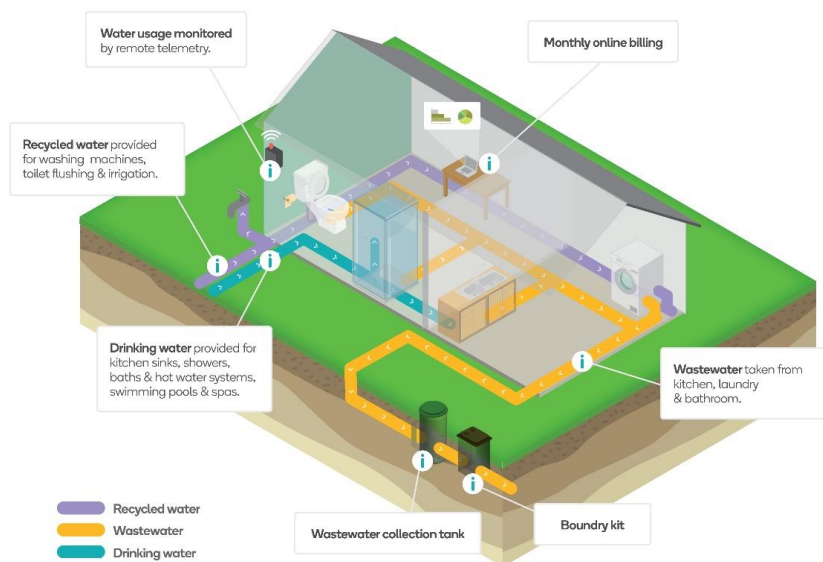 Water usage monitored
by remote telemetry.
Monthly online billing
Recycled water provided
for washing machines,
toilet flushing & irrigation.
Drinking water provided for
kitchen sinks, showers,
baths & hot water systems,
swimming pools & spas.
Wastewater taken from
kitchen, laundry
& bathroom.
Wastewater collection tank
Boundry kit
Recycled water
Wastewater
Drinking water